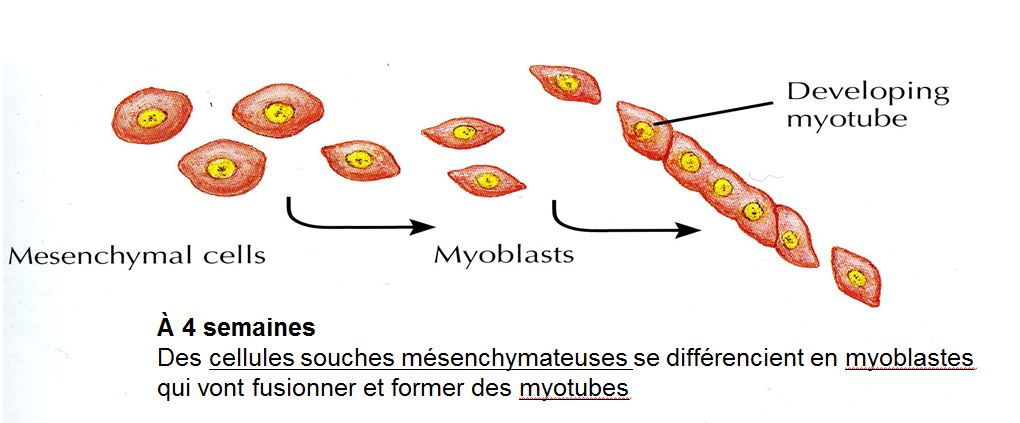 Developing
myotube
Mesenchymal cells
Myoblasts
À 4 semaines
Des cellules souches mésenchymateuses se différencient en myoblastes
qui vont fusionner et former des myotubes